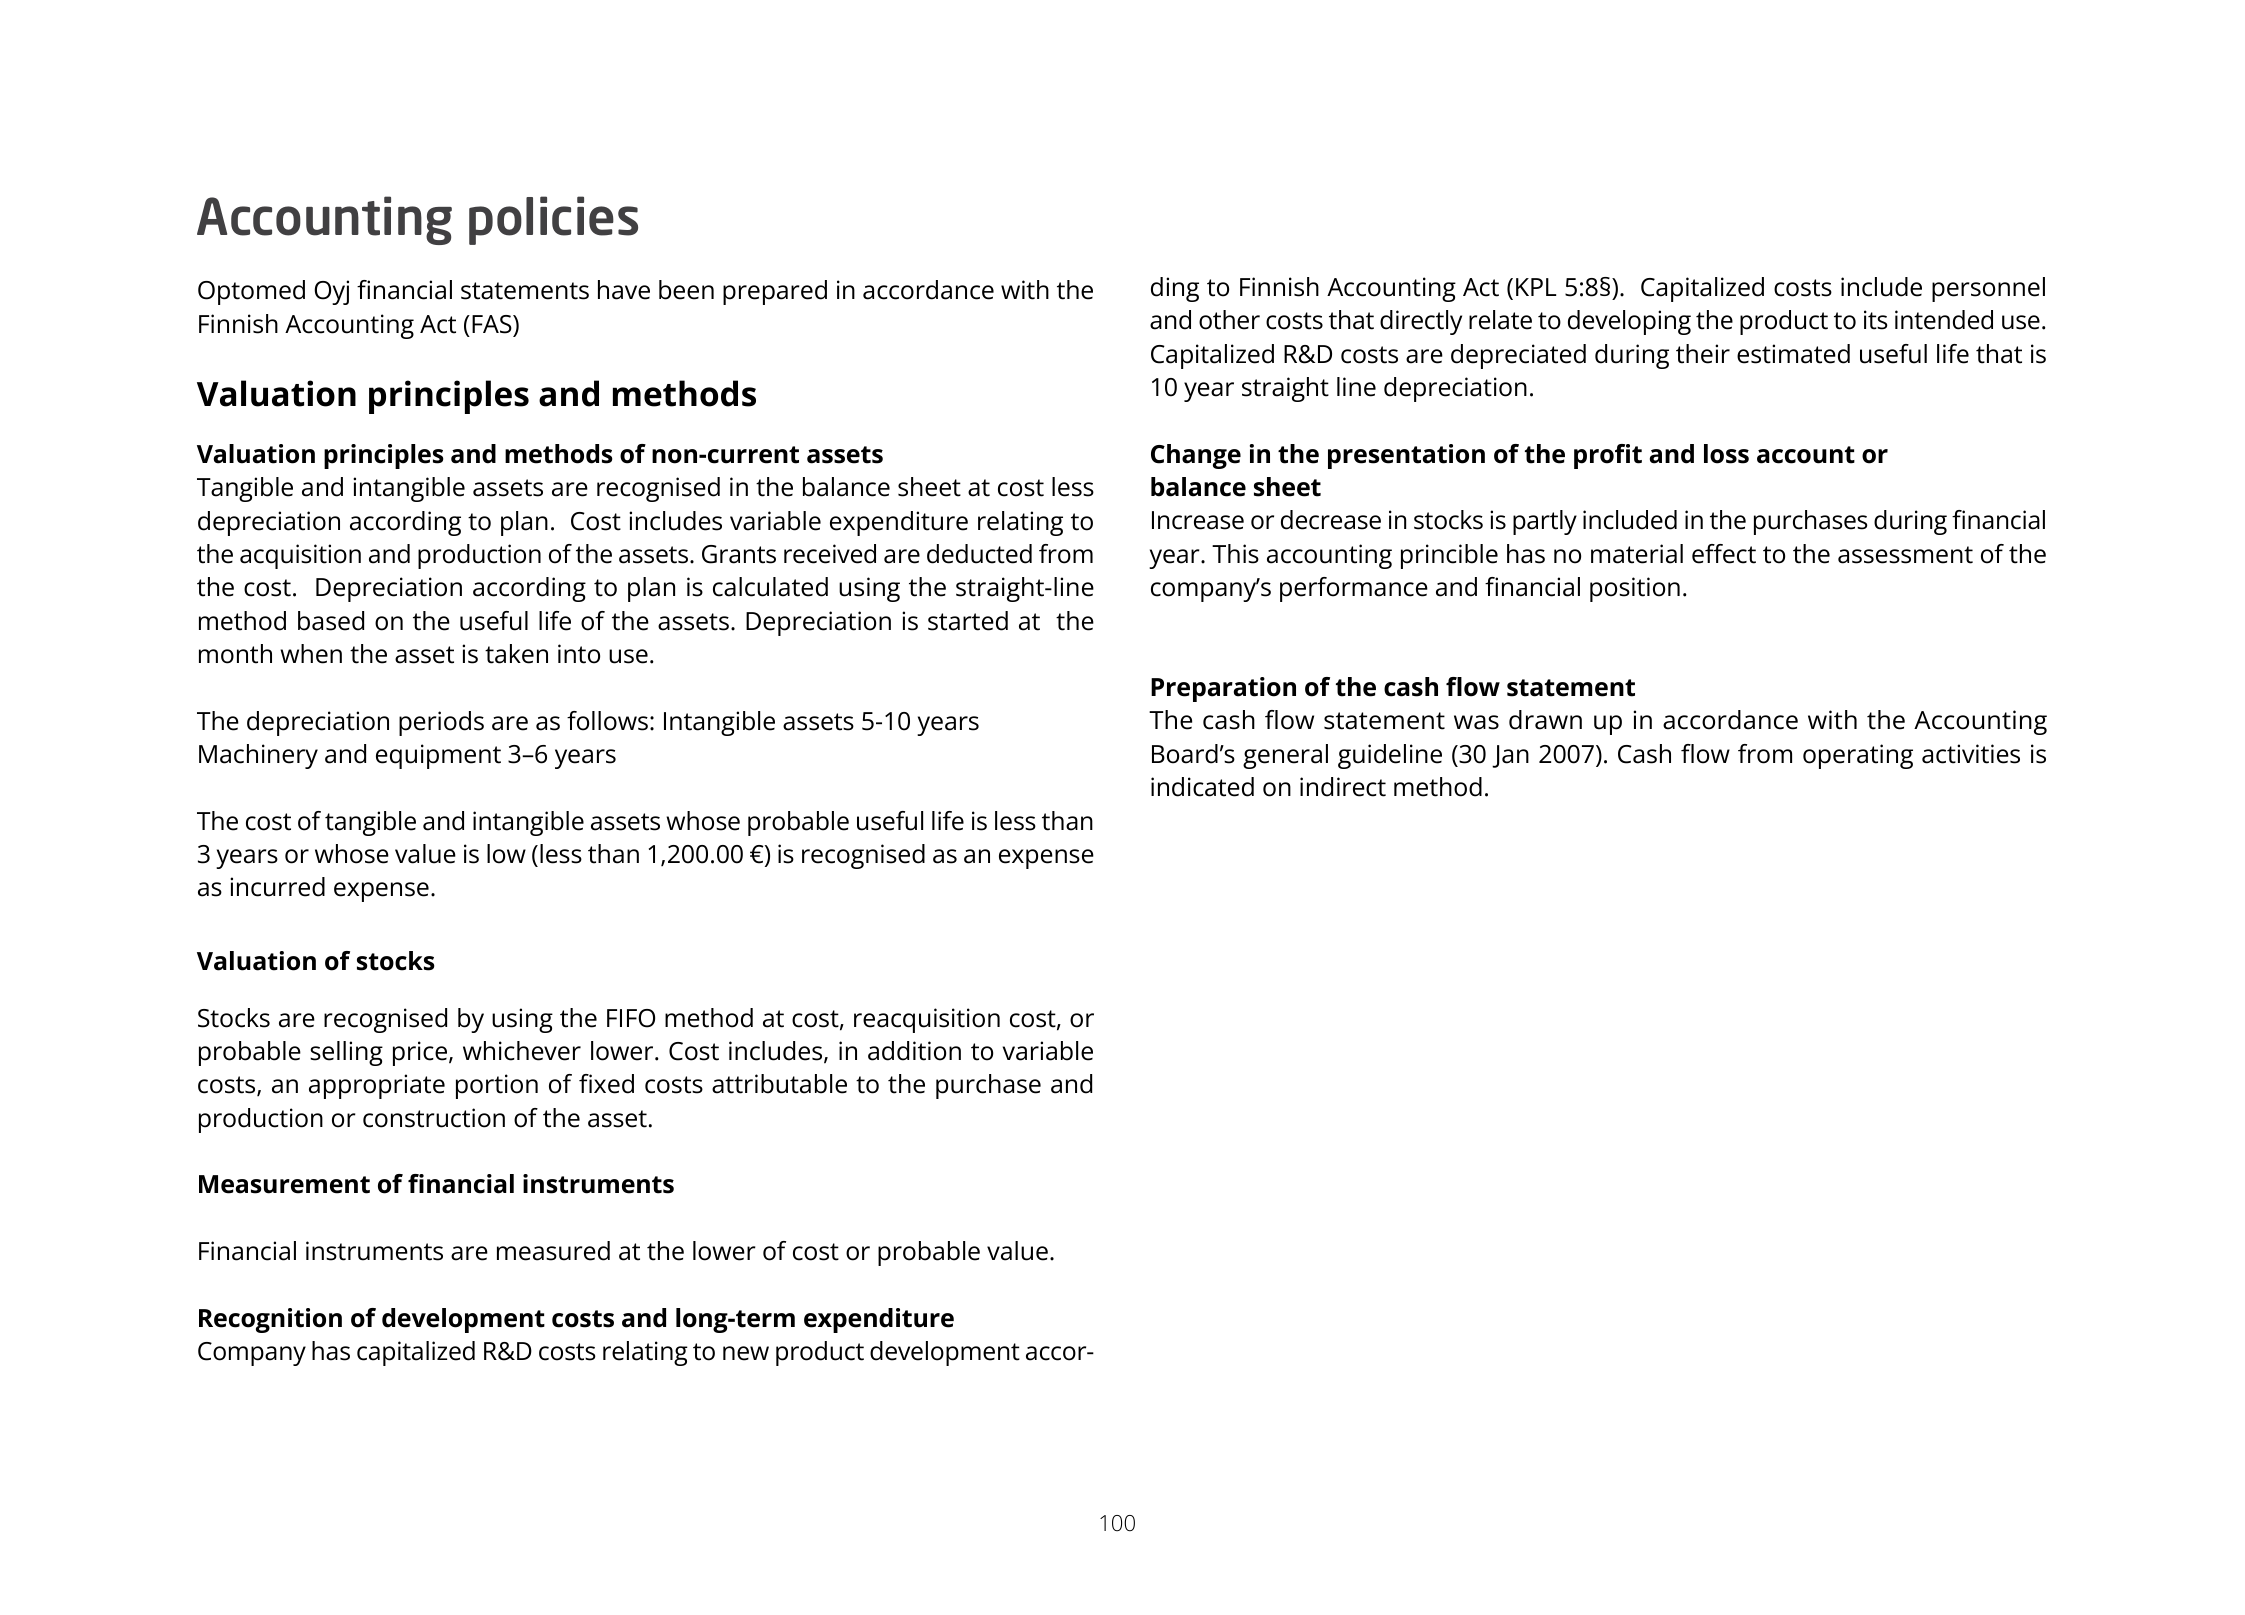 Accounting policies
Optomed Oyj financial statements have been prepared in accordance with the
Finnish Accounting Act (FAS)
Valuation principles and methods
Valuation principles and methods of non-current assets
Tangible and intangible assets are recognised in the balance sheet at cost less
depreciation according to plan.  Cost includes variable expenditure relating to
the acquisition and production of the assets. Grants received are deducted from
the cost.  Depreciation according to plan is calculated using the straight-line
method based on the useful life of the assets. Depreciation is started at  the
month when the asset is taken into use.
The depreciation periods are as follows: Intangible assets 5-10 years
Machinery and equipment 3–6 years
The cost of tangible and intangible assets whose probable useful life is less than
3 years or whose value is low (less than 1,200.00 €) is recognised as an expense
as incurred expense.
Valuation of stocks
Stocks are recognised by using the FIFO method at cost, reacquisition cost, or
probable selling price, whichever lower. Cost includes, in addition to variable
costs, an appropriate portion of fixed costs attributable to the purchase and
production or construction of the asset.
Measurement of financial instruments
Financial instruments are measured at the lower of cost or probable value.
Recognition of development costs and long-term expenditure
Company has capitalized R&D costs relating to new product development accor-
ding to Finnish Accounting Act (KPL 5:8§).  Capitalized costs include personnel
and other costs that directly relate to developing the product to its intended use.
Capitalized R&D costs are depreciated during their estimated useful life that is
10 year straight line depreciation.
Change in the presentation of the profit and loss account or
balance sheet
Increase or decrease in stocks is partly included in the purchases during financial
year. This accounting princible has no material effect to the assessment of the
company’s performance and financial position.
Preparation of the cash flow statement
The cash flow statement was drawn up in accordance with the Accounting
Board’s general guideline (30 Jan 2007). Cash flow from operating activities is
indicated on indirect method.
100